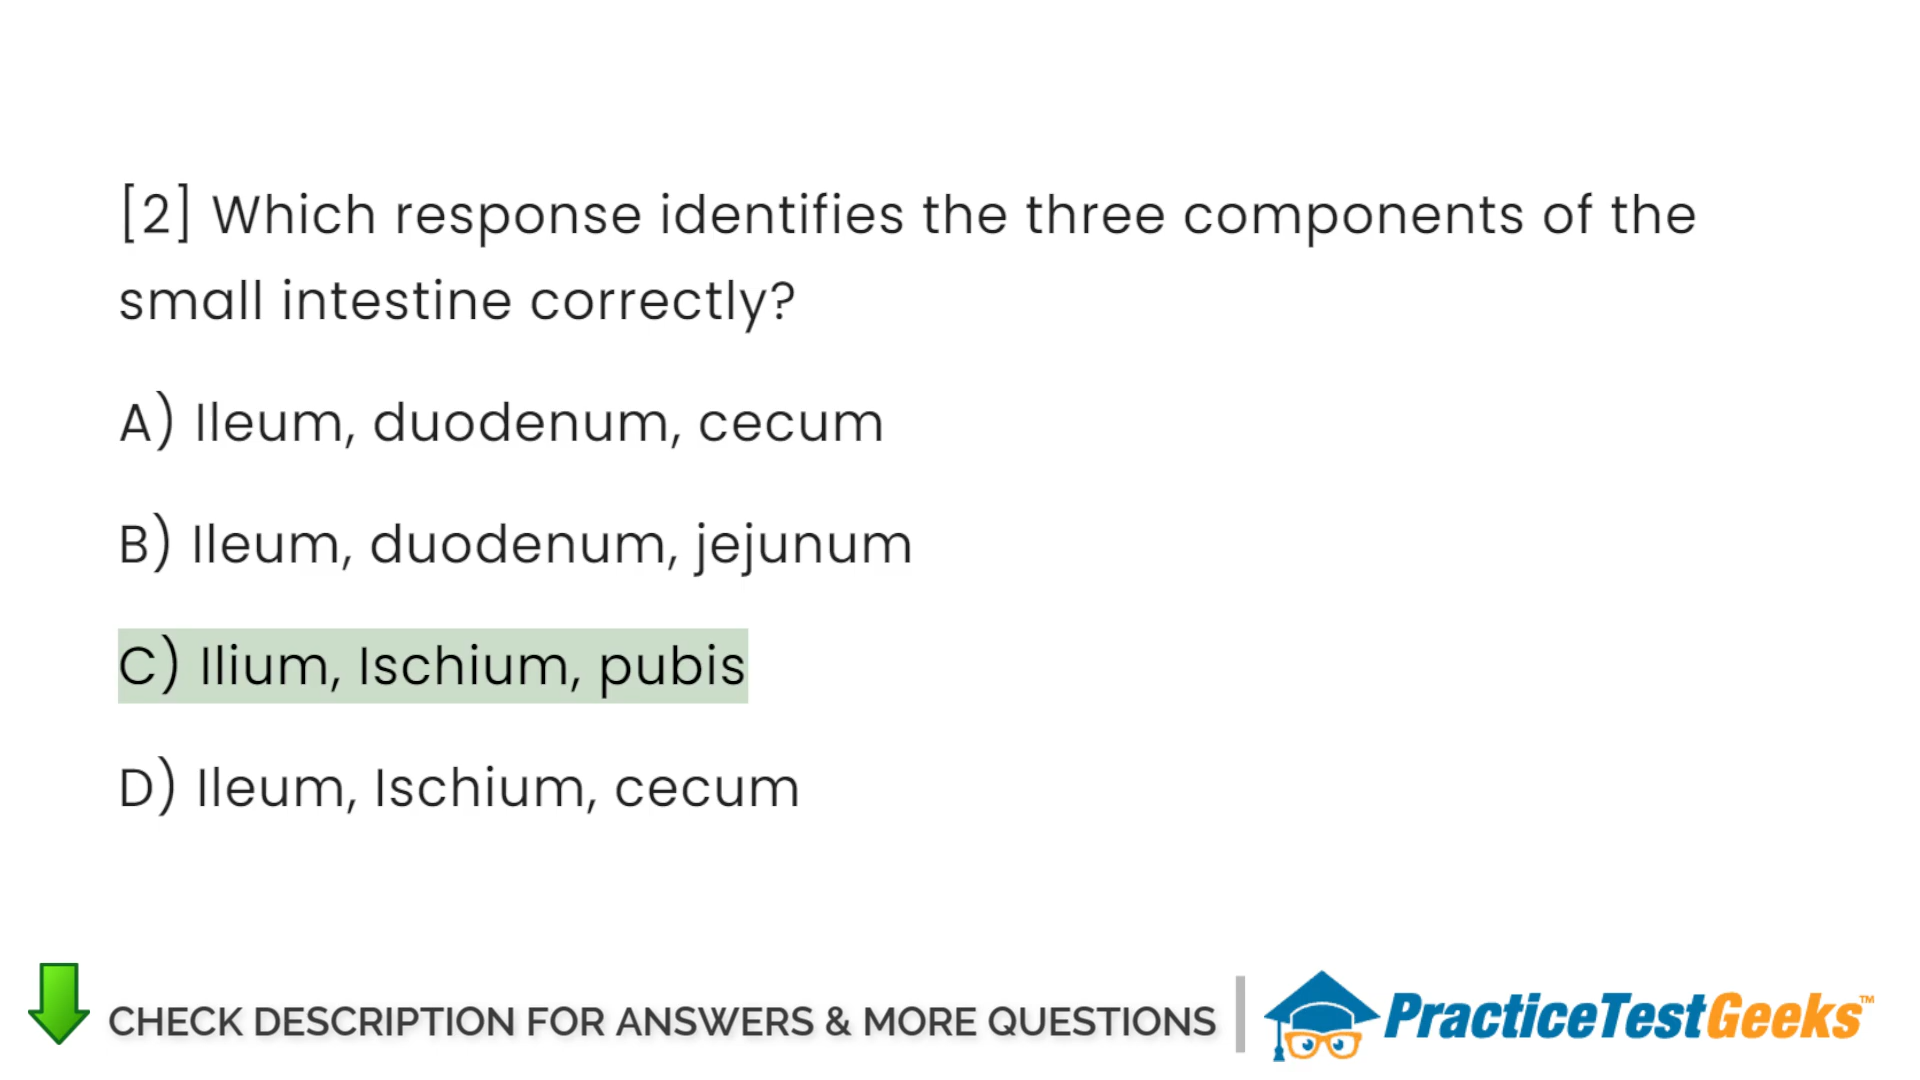 [2] Which response identifies the three components of the
small intestine correctly?
A) Ileum, duodenum, cecum
B) Ileum, duodenum, jejunum
C) Ilium, Ischium, pubis
D) Ileum, Ischium, cecum
CHECK DESCRIPTION FOR ANSWERS & MORE QUESTIONS
PracticeTestGeeks™